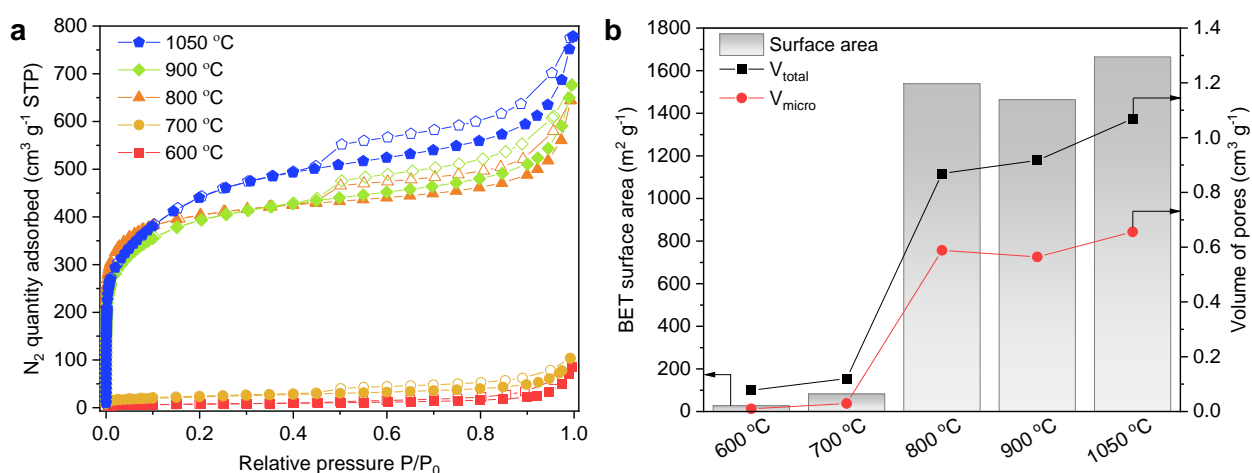 a
N₂ quantity adsorbed (cm³ g⁻¹ STP)
800
700
600
500
400
300
200
100
0
1050 °C
900 °C
800 °C
700 °C
600 °C
0.0 0.2 0.4 0.6 0.8 1.0
Relative pressure P/P₀
b
BET surface area (m² g⁻¹)
1800
1600
1400
1200
1000
800
600
400
200
0
Surface area
V_total
V_micro
1.4
1.2
1.0
0.8
0.6
0.4
0.2
0.0
Volume of pores (cm³ g⁻¹)
600 °C 700 °C 800 °C 900 °C 1050 °C